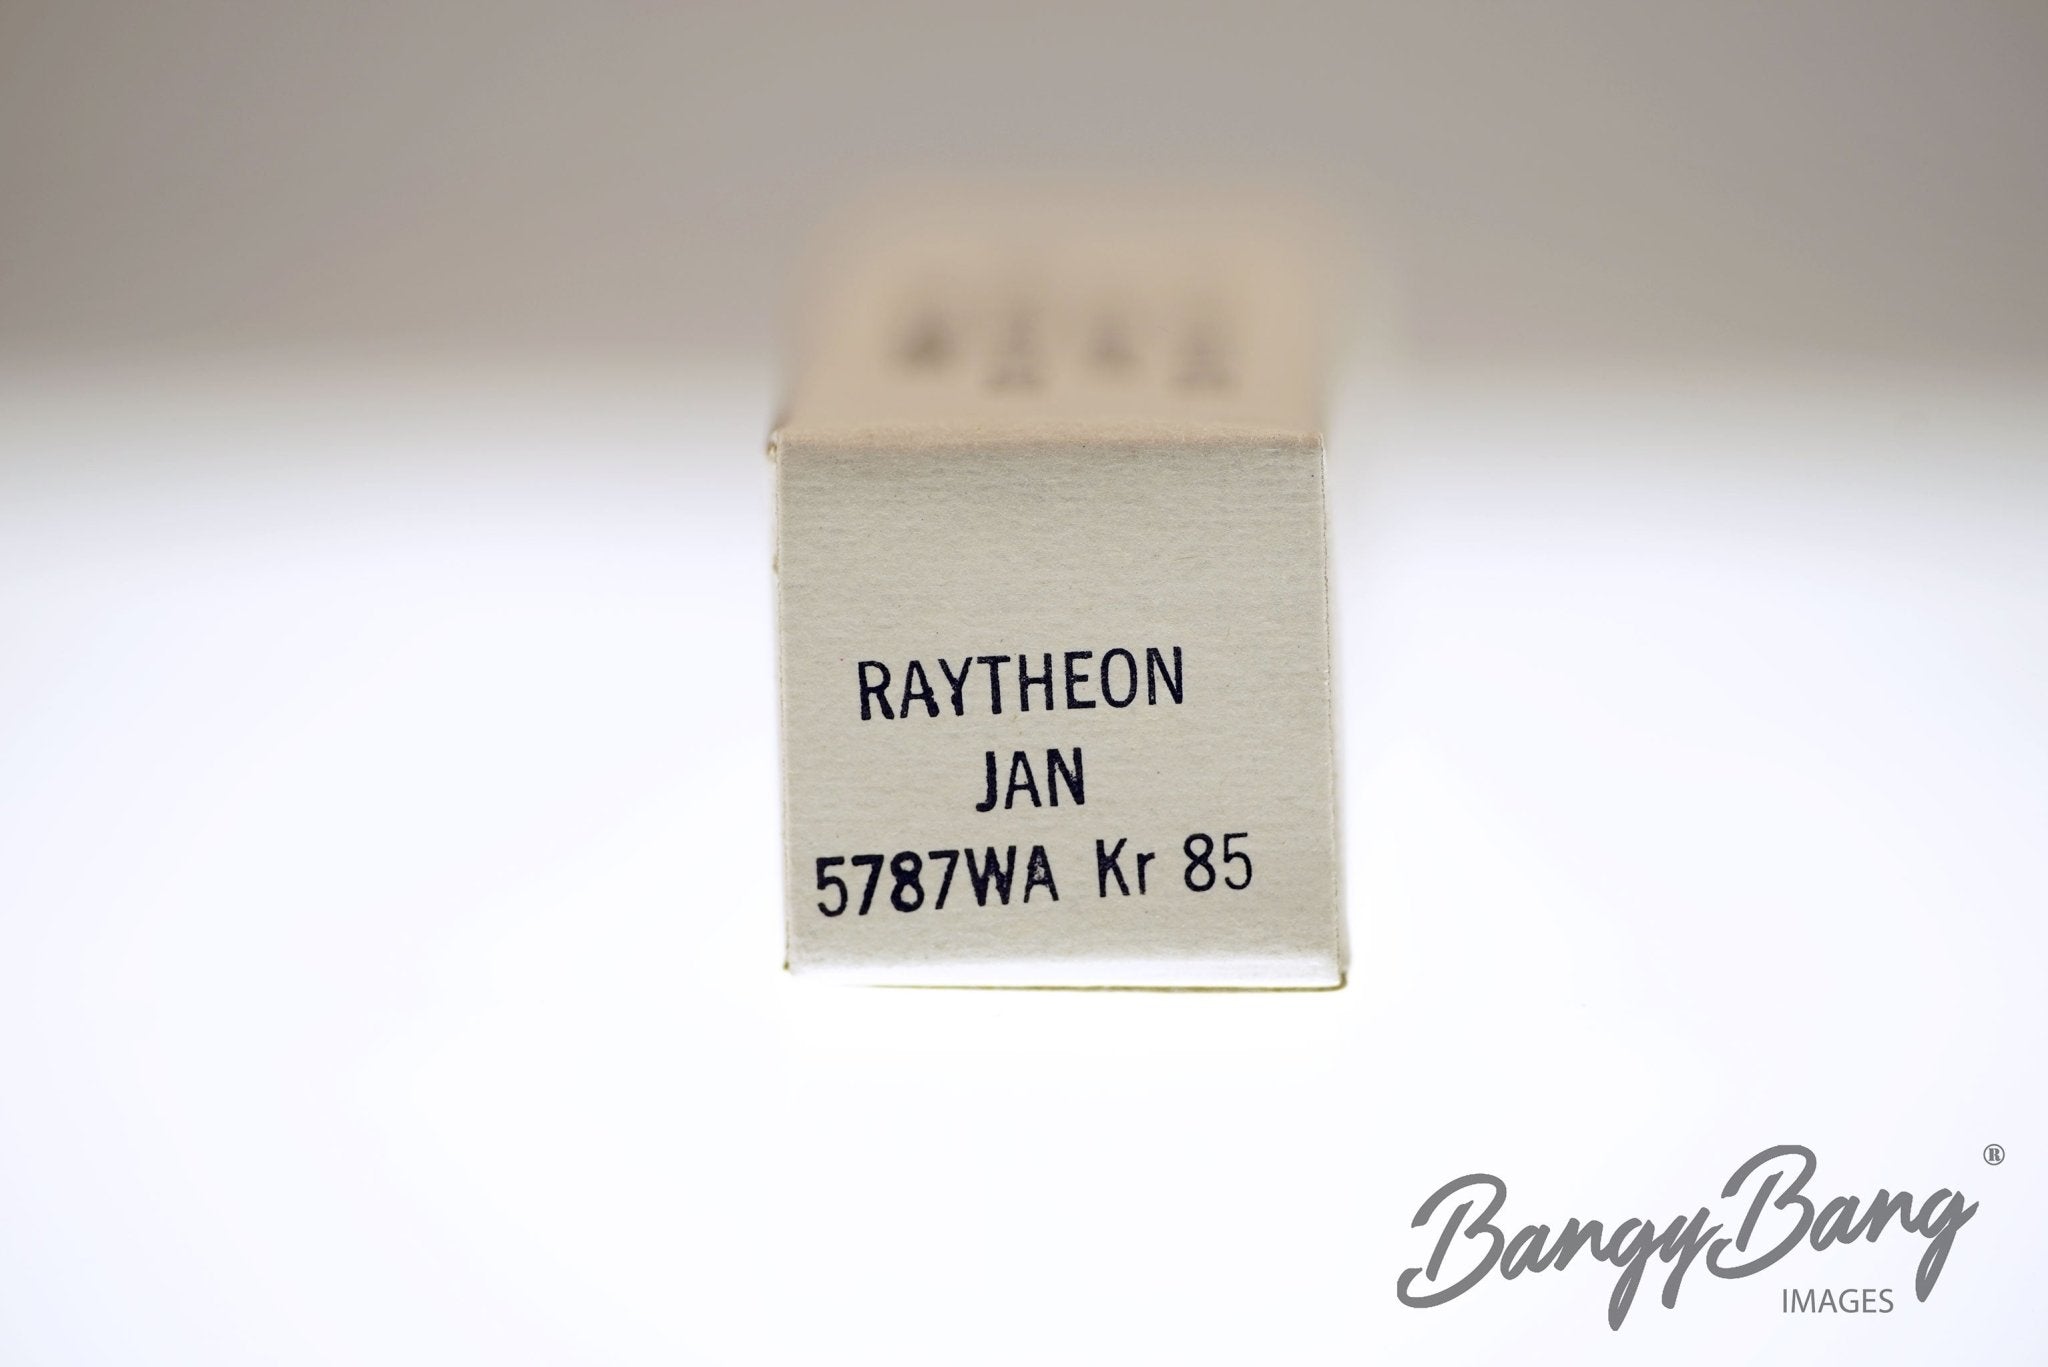 RAYTHEON
JAN
5787WA Kr 85
BangyBang®
IMAGES